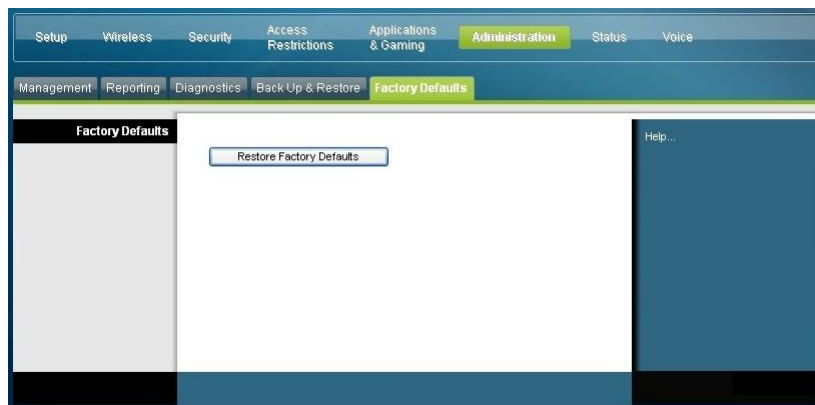 Setup Wireless Security Access Restrictions Applications & Gaming Administration Status Voice
Management Reporting Diagnostics Back Up & Restore Factory Defaults
Factory Defaults
Help...
Restore Factory Defaults